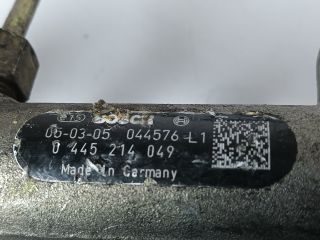 BOSCH
06-03-05 044576 L1
0 445 214 049
Made in Germany